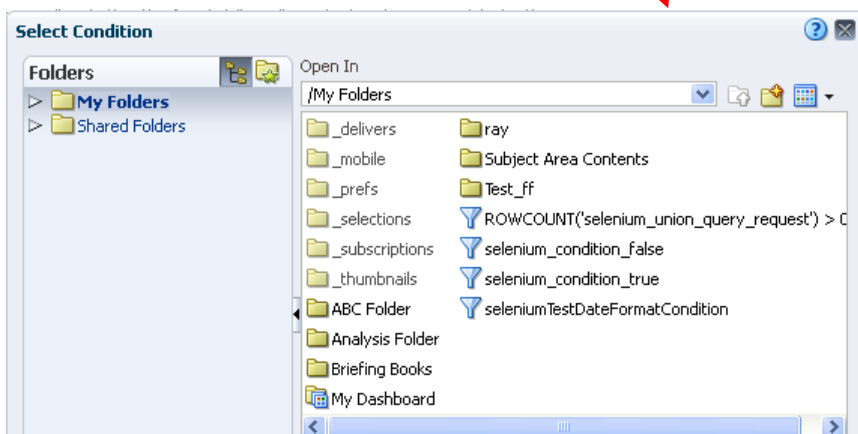 Select Condition
Folders
My Folders
Shared Folders
Open In
/My Folders
_delivers
_mobile
_prefs
_selections
_subscriptions
_thumbnails
ABC Folder
Analysis Folder
Briefing Books
My Dashboard
ray
Subject Area Contents
Test_ff
ROWCOUNT('selenium_union_query_request') >
selenium_condition_false
selenium_condition_true
seleniumTestDateFormatCondition